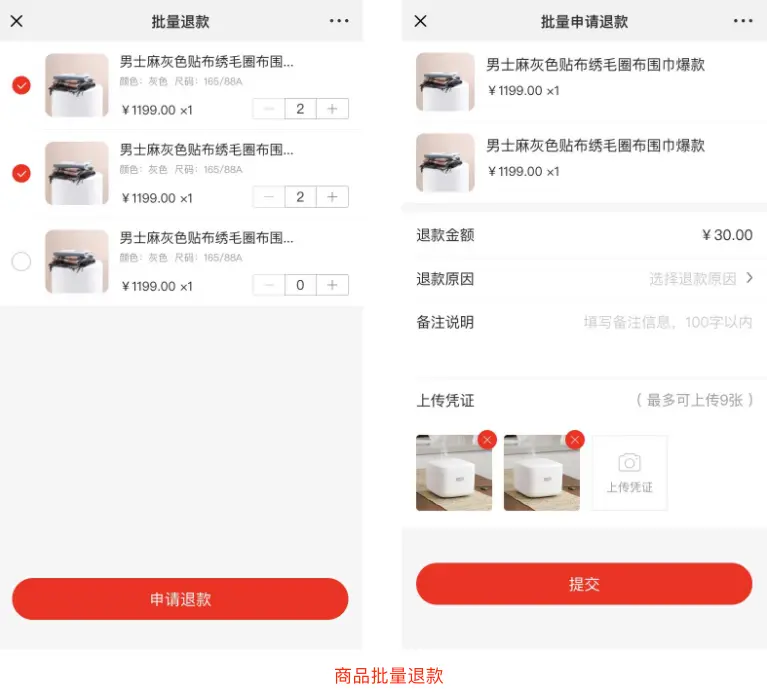 批量退款
男士麻灰色贴布绣毛圈布围...
颜色：灰色 尺码：165/88A
￥1199.00 ×1
2
男士麻灰色贴布绣毛圈布围...
颜色：灰色 尺码：165/88A
￥1199.00 ×1
2
男士麻灰色贴布绣毛圈布围...
颜色：灰色 尺码：165/88A
￥1199.00 ×1
0
申请退款
批量申请退款
男士麻灰色贴布绣毛圈布围巾爆款
￥1199.00 ×1
男士麻灰色贴布绣毛圈布围巾爆款
￥1199.00 ×1
退款金额 ￥30.00
退款原因 选择退款原因
备注说明 填写备注信息，100字以内
上传凭证 （ 最多可上传9张 ）
上传凭证
提交
商品批量退款